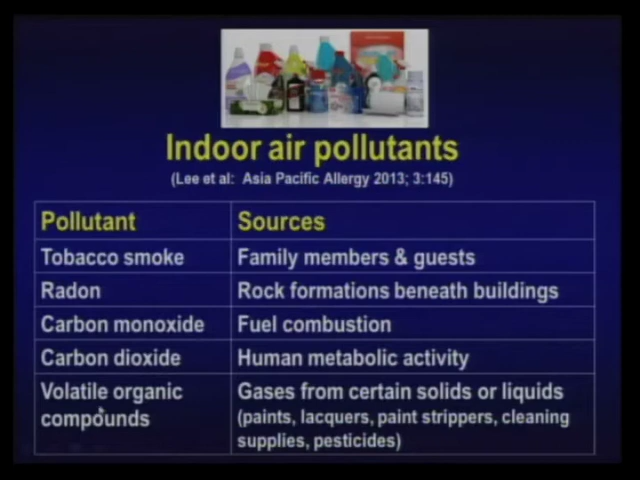 Indoor air pollutants
(Lee et al: Asia Pacific Allergy 2013; 3:145)
Pollutant Sources
Tobacco smoke Family members & guests
Radon Rock formations beneath buildings
Carbon monoxide Fuel combustion
Carbon dioxide Human metabolic activity
Volatile organic Gases from certain solids or liquids
compounds (paints, lacquers, paint strippers, cleaning
supplies, pesticides)